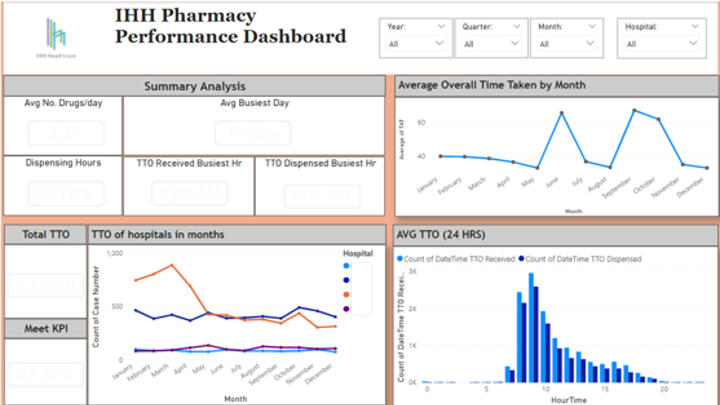 IHH Pharmacy
Performance Dashboard
IHH Healthcare
Year:
All
Quarter:
All
Month:
All
Hospital:
All
Summary Analysis
Avg No. Drugs/day
Avg Busiest Day
Dispensing Hours
TTO Received Busiest Hr
TTO Dispensed Busiest Hr
Average Overall Time Taken by Month
Average of TAT
60
40
January
February
March
April
May
June
July
August
September
October
November
December
Month
Total TTO
Meet KPI
TTO of hospitals in months
Hospital
Count of Case Number
1,000
500
0
January
February
March
April
May
June
July
August
September
October
November
December
Month
AVG TTO (24 HRS)
Count of DateTime TTO Received
Count of DateTime TTO Dispensed
Count of DateTime TTO Recei...
3K
2K
1K
0K
0
5
10
15
20
HourTime